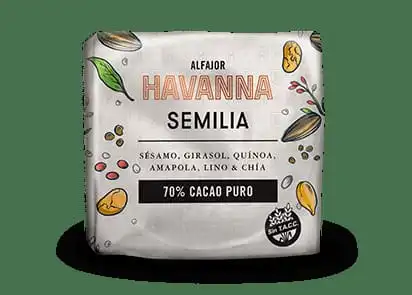 ALFAJOR
HAVANNA
SEMILIA
SÉSAMO, GIRASOL, QUÍNOA,
AMAPOLA, LINO & CHÍA
70% CACAO PURO
Sin T.A.C.C.